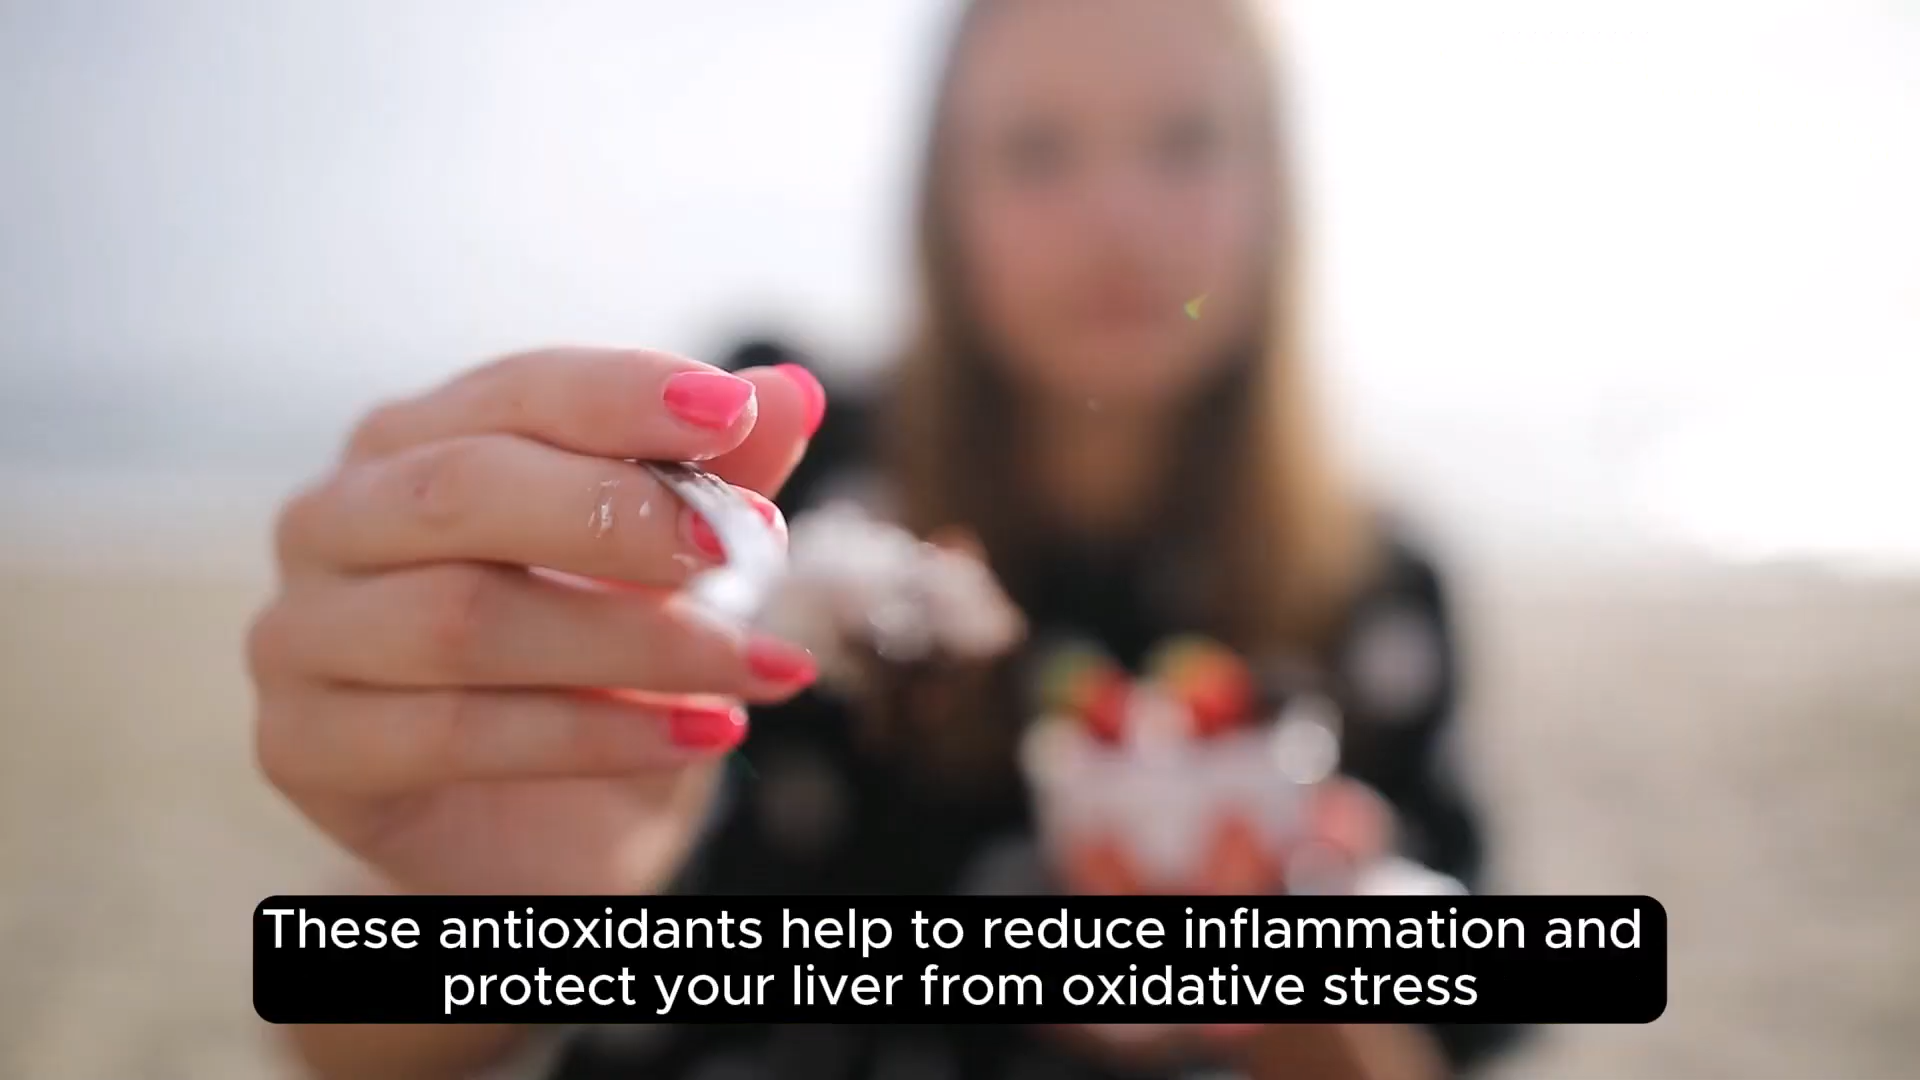 These antioxidants help to reduce inflammation and
protect your liver from oxidative stress